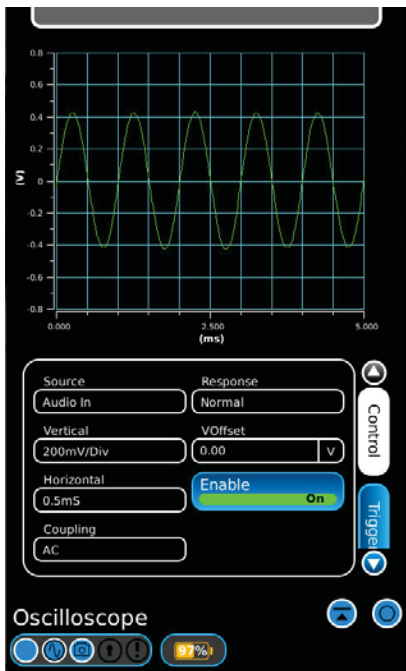 0.8
0.6
0.4
0.2
0
-0.2
-0.4
-0.6
-0.8
(V)
0.000 2.500 5.000
(ms)
Source Response
Audio In Normal
Vertical VOffset
200mV/Div 0.00 V
Horizontal Enable
0.5mS On
Coupling
AC
Control
Trigge
Oscilloscope
97%